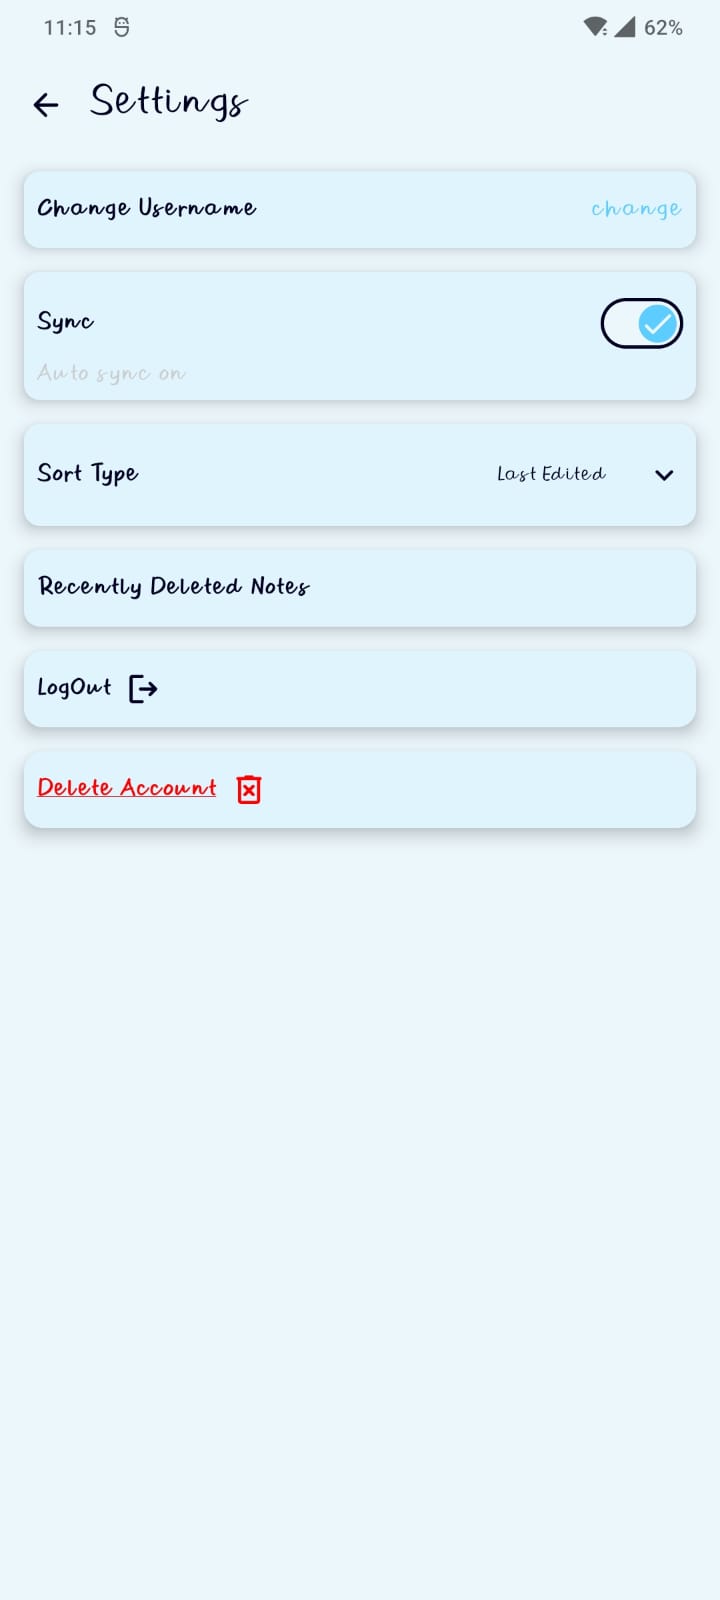 11:15 62%
Settings
Change Username change
Sync
Auto sync on
Sort Type Last Edited
Recently Deleted Notes
LogOut
Delete Account